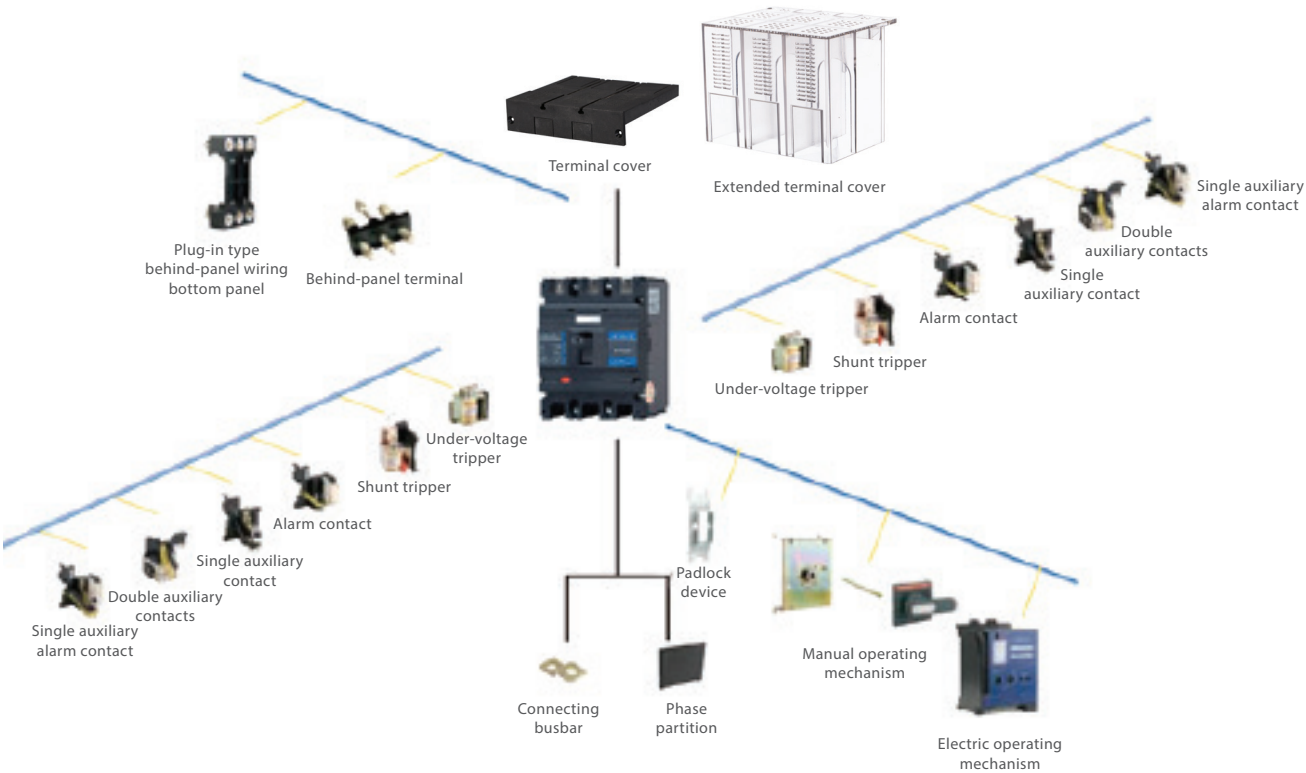 Terminal cover
Extended terminal cover
Plug-in type
behind-panel wiring
bottom panel
Behind-panel terminal
Single auxiliary
alarm contact
Double
auxiliary contacts
Single
auxiliary contact
Alarm contact
Shunt tripper
Under-voltage tripper
Under-voltage
tripper
Shunt tripper
Alarm contact
Single auxiliary
contact
Double auxiliary
contacts
Single auxiliary
alarm contact
Padlock
device
Manual operating
mechanism
Electric operating
mechanism
Connecting
busbar
Phase
partition